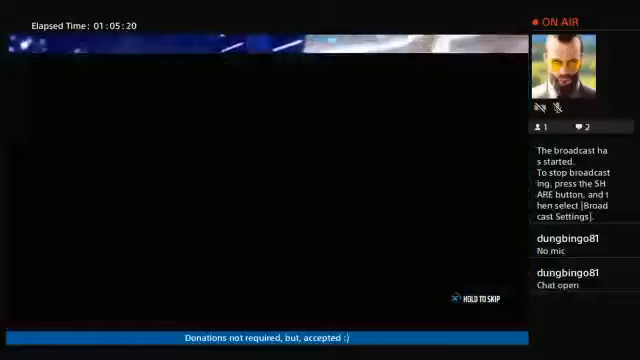 Elapsed Time: 01:05:20
ON AIR
1 2
The broadcast ha
s started.
To stop broadcast
ing, press the SH
ARE button, and t
hen select [Broad
cast Settings].
dungbingo81
No mic
dungbingo81
Chat open
HOLD TO SKIP
Donations not required, but, accepted :)